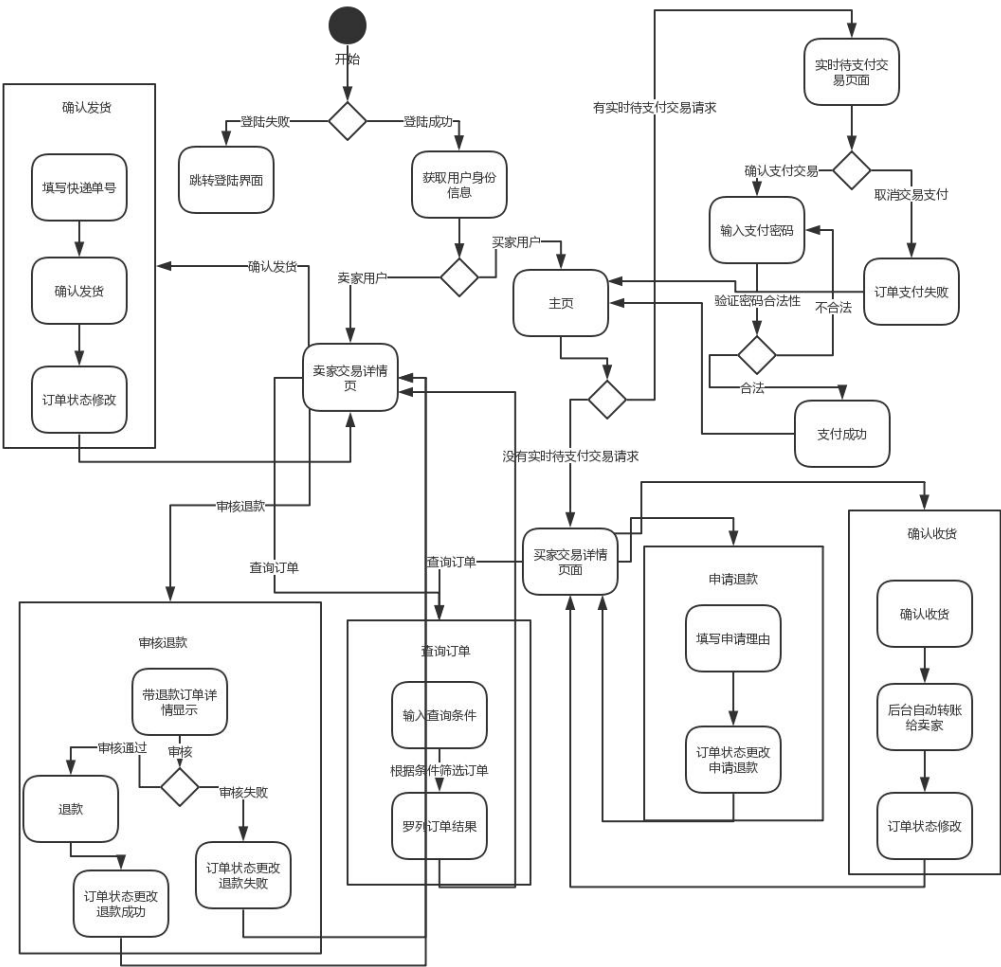 开始
登陆失败
登陆成功
跳转登陆界面
获取用户身份
信息
买家用户
卖家用户
主页
有实时待支付交易请求
实时待支付交
易页面
确认支付交易
取消交易支付
输入支付密码
订单支付失败
验证密码合法性
不合法
合法
支付成功
没有实时待支付交易请求
确认发货
填写快递单号
确认发货
订单状态修改
确认发货
卖家交易详情
页
审核退款
查询订单
查询订单
买家交易详情
页面
审核退款
带退款订单详
情显示
审核通过
审核
审核失败
退款
订单状态更改
退款失败
订单状态更改
退款成功
查询订单
输入查询条件
根据条件筛选订单
罗列订单结果
申请退款
填写申请理由
订单状态更改
申请退款
确认收货
确认收货
后台自动转账
给卖家
订单状态修改